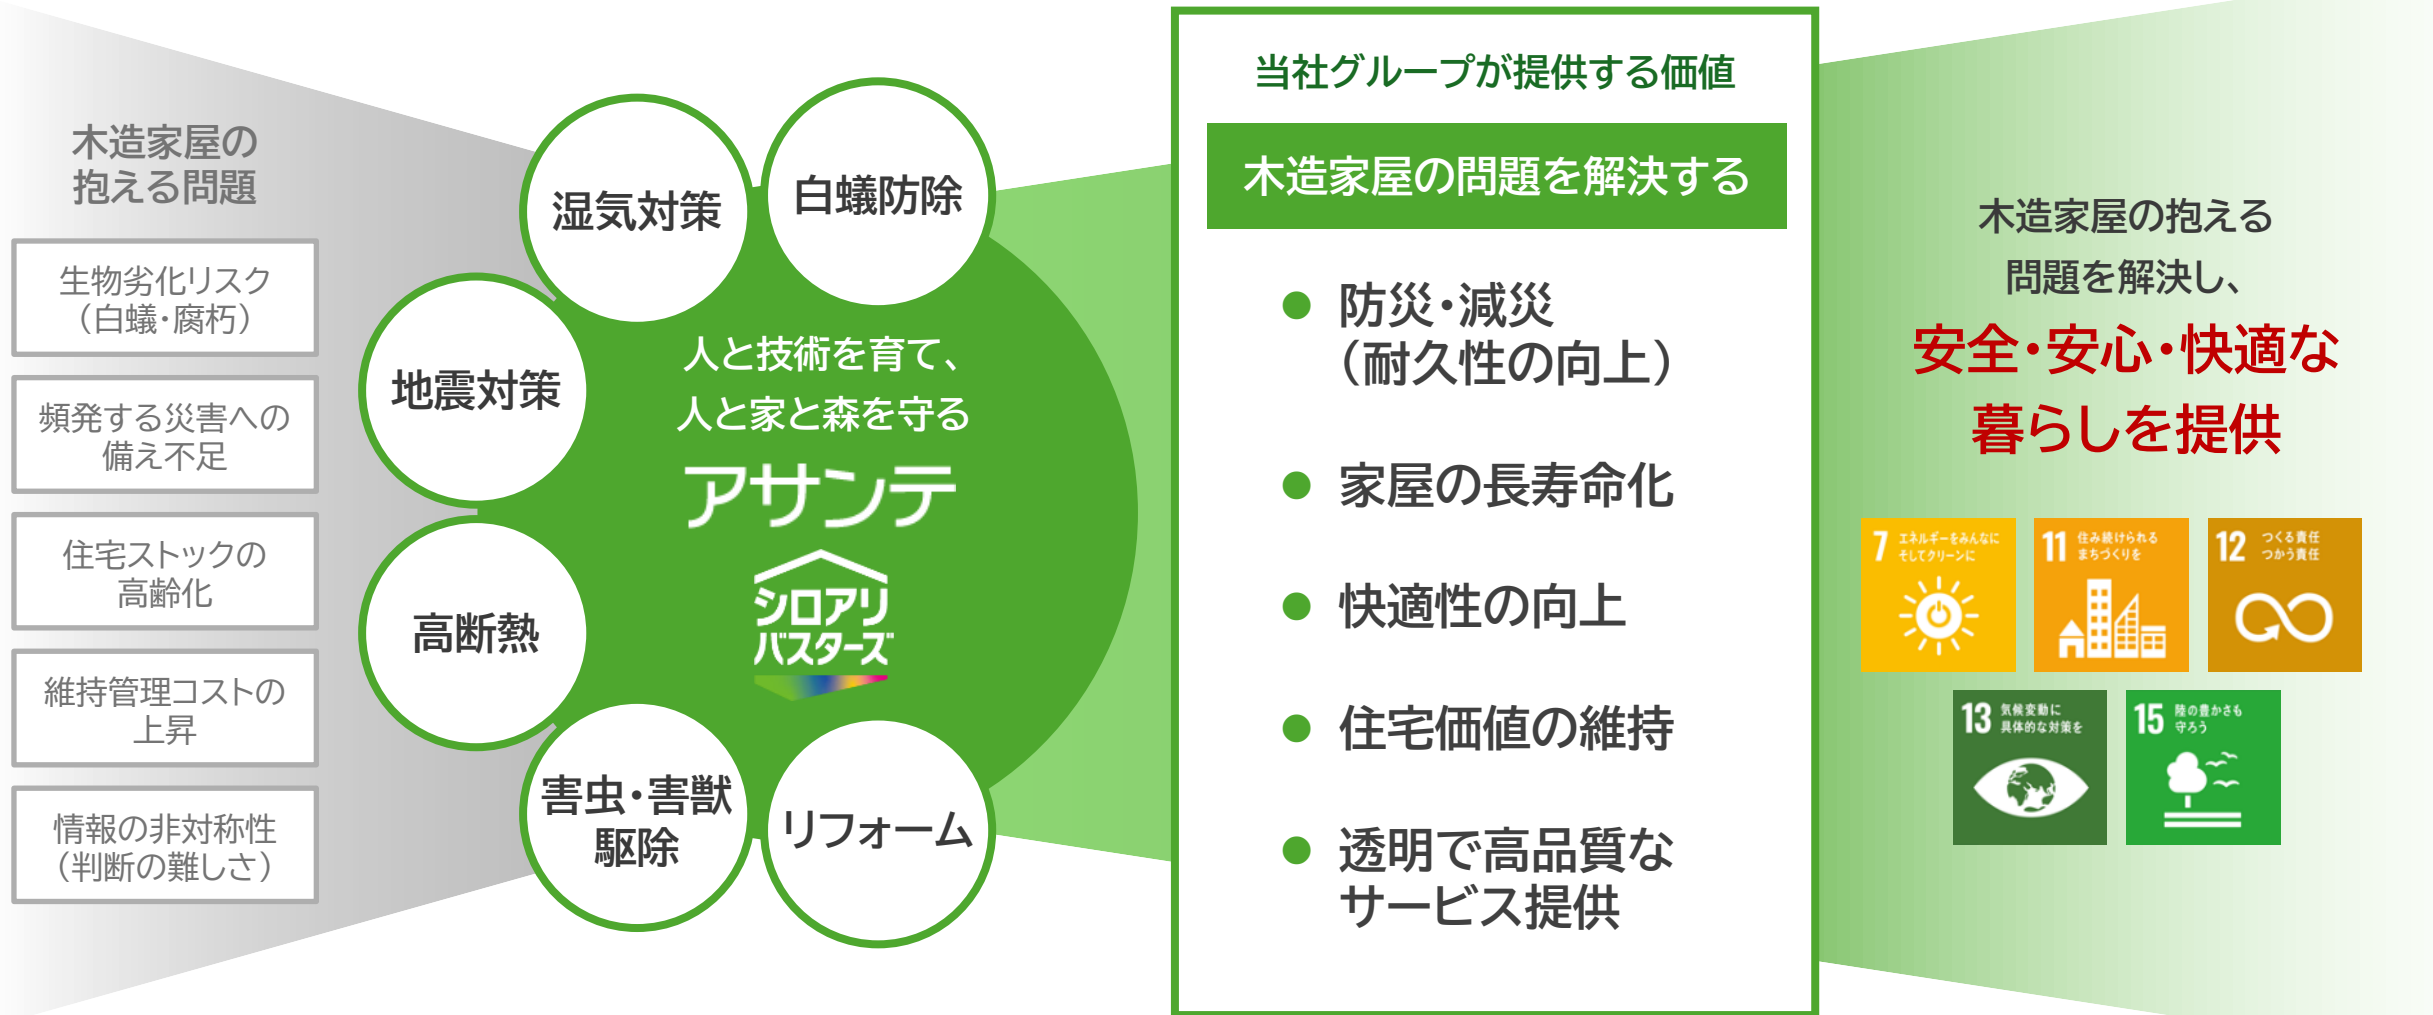 木造家屋の
抱える問題
生物劣化リスク
（白蟻・腐朽）
頻発する災害への
備え不足
住宅ストックの
高齢化
維持管理コストの
上昇
情報の非対称性
（判断の難しさ）
湿気対策
白蟻防除
地震対策
高断熱
害虫・害獣
駆除
リフォーム
人と技術を育て、
人と家と森を守る
アサンテ
シロアリ
バスターズ
当社グループが提供する価値
木造家屋の問題を解決する
● 防災・減災
（耐久性の向上）
● 家屋の長寿命化
● 快適性の向上
● 住宅価値の維持
● 透明で高品質な
サービス提供
木造家屋の抱える
問題を解決し、
安全・安心・快適な
暮らしを提供
7 エネルギーをみんなに
そしてクリーンに
11 住み続けられる
まちづくりを
12 つくる責任
つかう責任
13 気候変動に
具体的な対策を
15 陸の豊かさも
守ろう